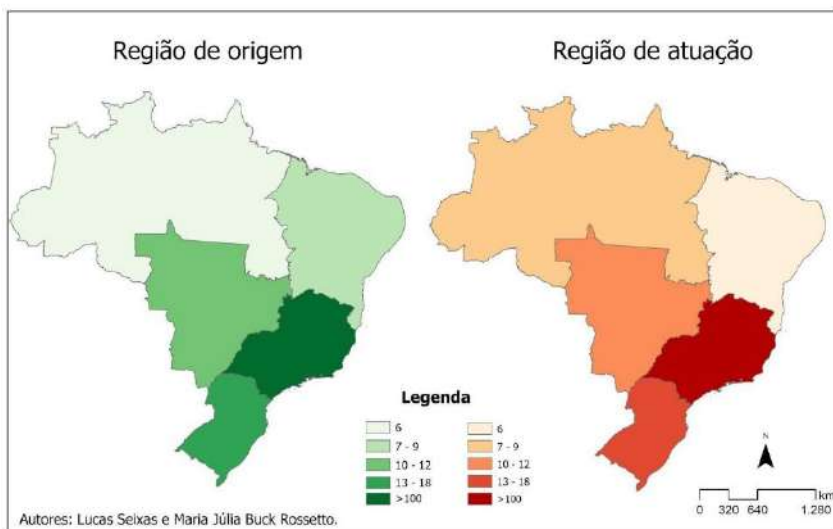 Região de origem
Região de atuação
Legenda
6
7 - 9
10 - 12
13 - 18
>100
6
7 - 9
10 - 12
13 - 18
>100
N
km
0 320 640 1.280
Autores: Lucas Seixas e Maria Júlia Buck Rossetto.